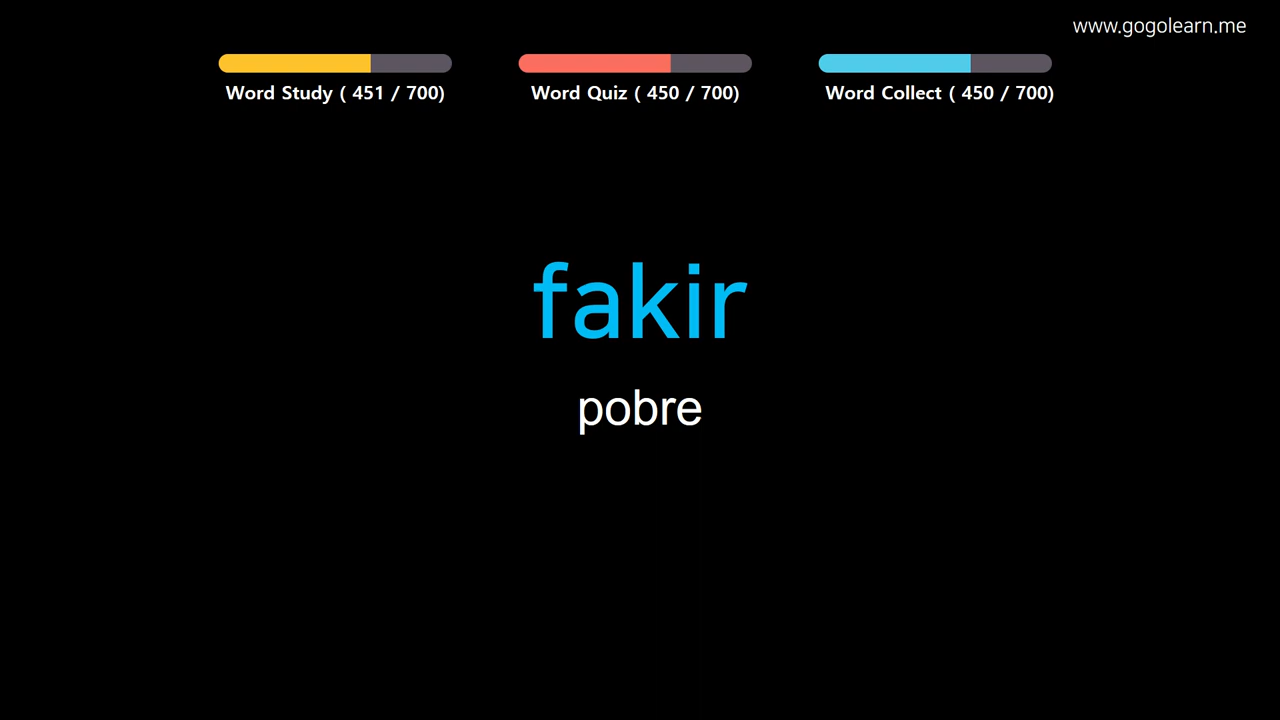 www.gogolearn.me
Word Study ( 451 / 700)
Word Quiz ( 450 / 700)
Word Collect ( 450 / 700)
fakir
pobre